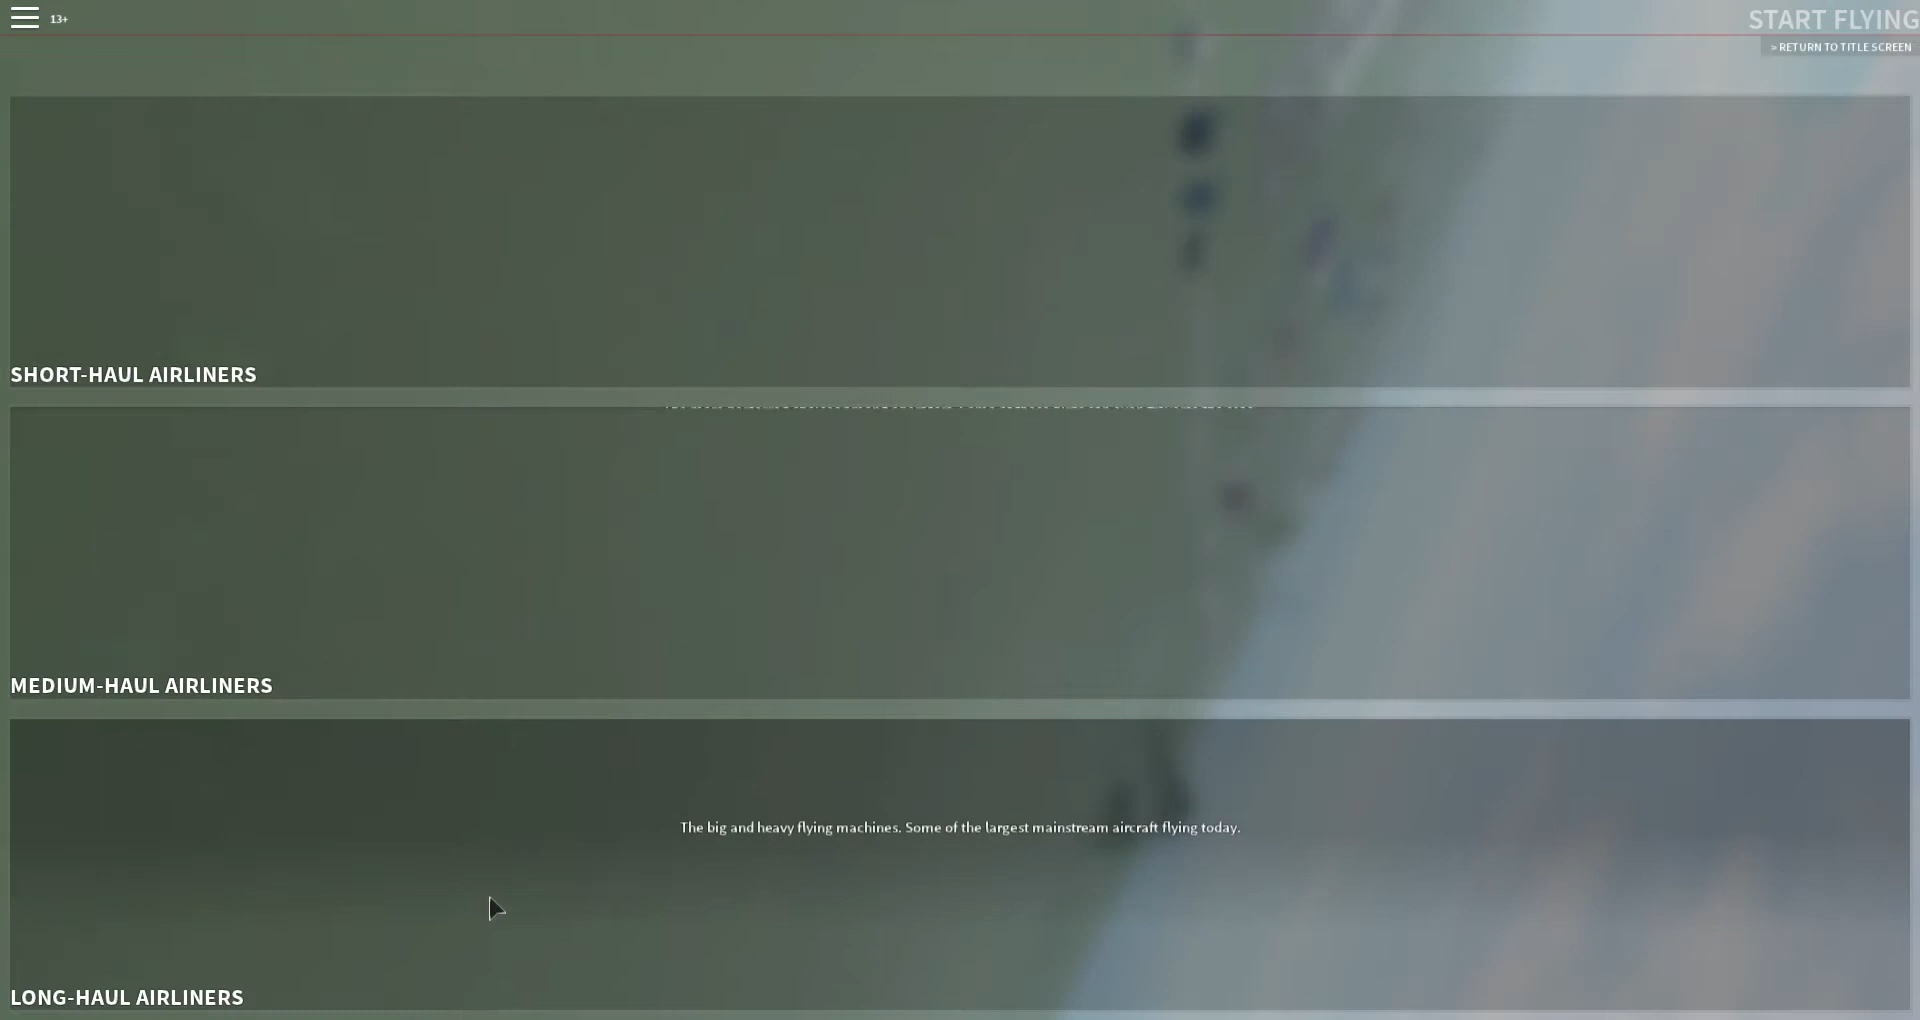 13+
START FLYING
> RETURN TO TITLE SCREEN
SHORT-HAUL AIRLINERS
MEDIUM-HAUL AIRLINERS
The big and heavy flying machines. Some of the largest mainstream aircraft flying today.
LONG-HAUL AIRLINERS